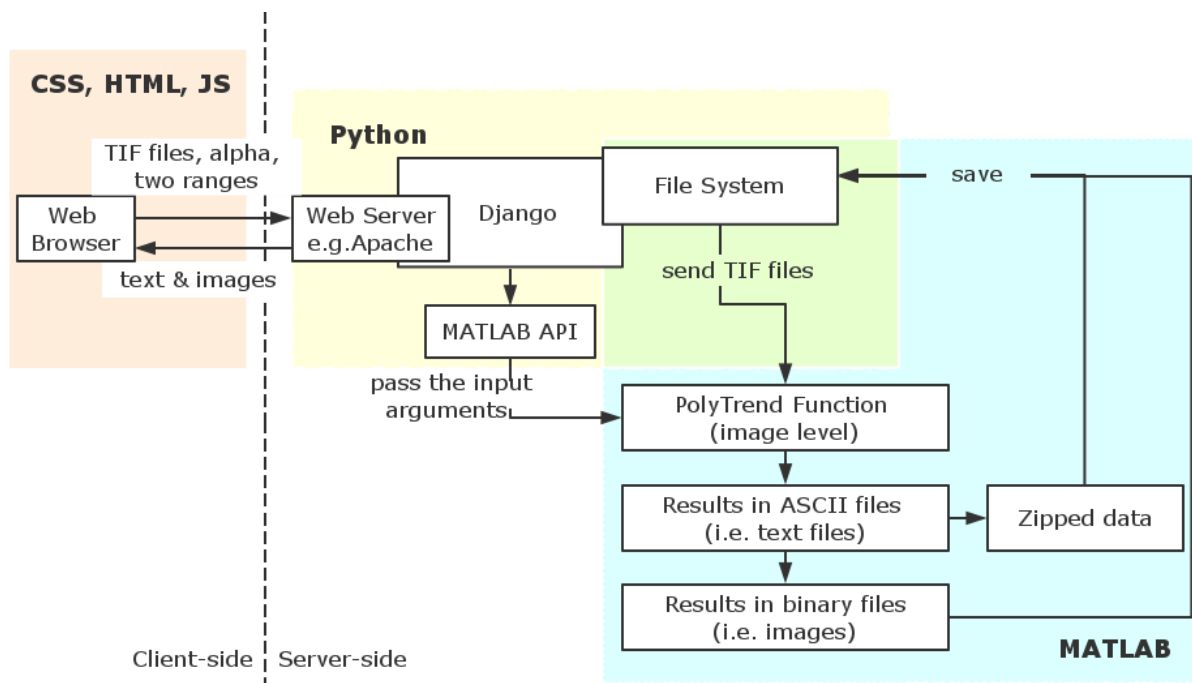 CSS, HTML, JS
TIF files, alpha,
two ranges
Web
Browser
text & images
Python
Web Server
e.g.Apache
Django
File System
save
send TIF files
MATLAB API
pass the input
arguments
PolyTrend Function
(image level)
Results in ASCII files
(i.e. text files)
Zipped data
Results in binary files
(i.e. images)
MATLAB
Client-side
Server-side